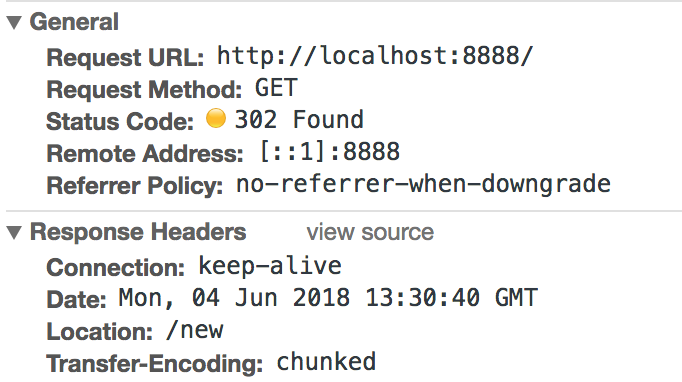 General
Request URL: http://localhost:8888/
Request Method: GET
Status Code: 302 Found
Remote Address: [::1]:8888
Referrer Policy: no-referrer-when-downgrade
Response Headers view source
Connection: keep-alive
Date: Mon, 04 Jun 2018 13:30:40 GMT
Location: /new
Transfer-Encoding: chunked